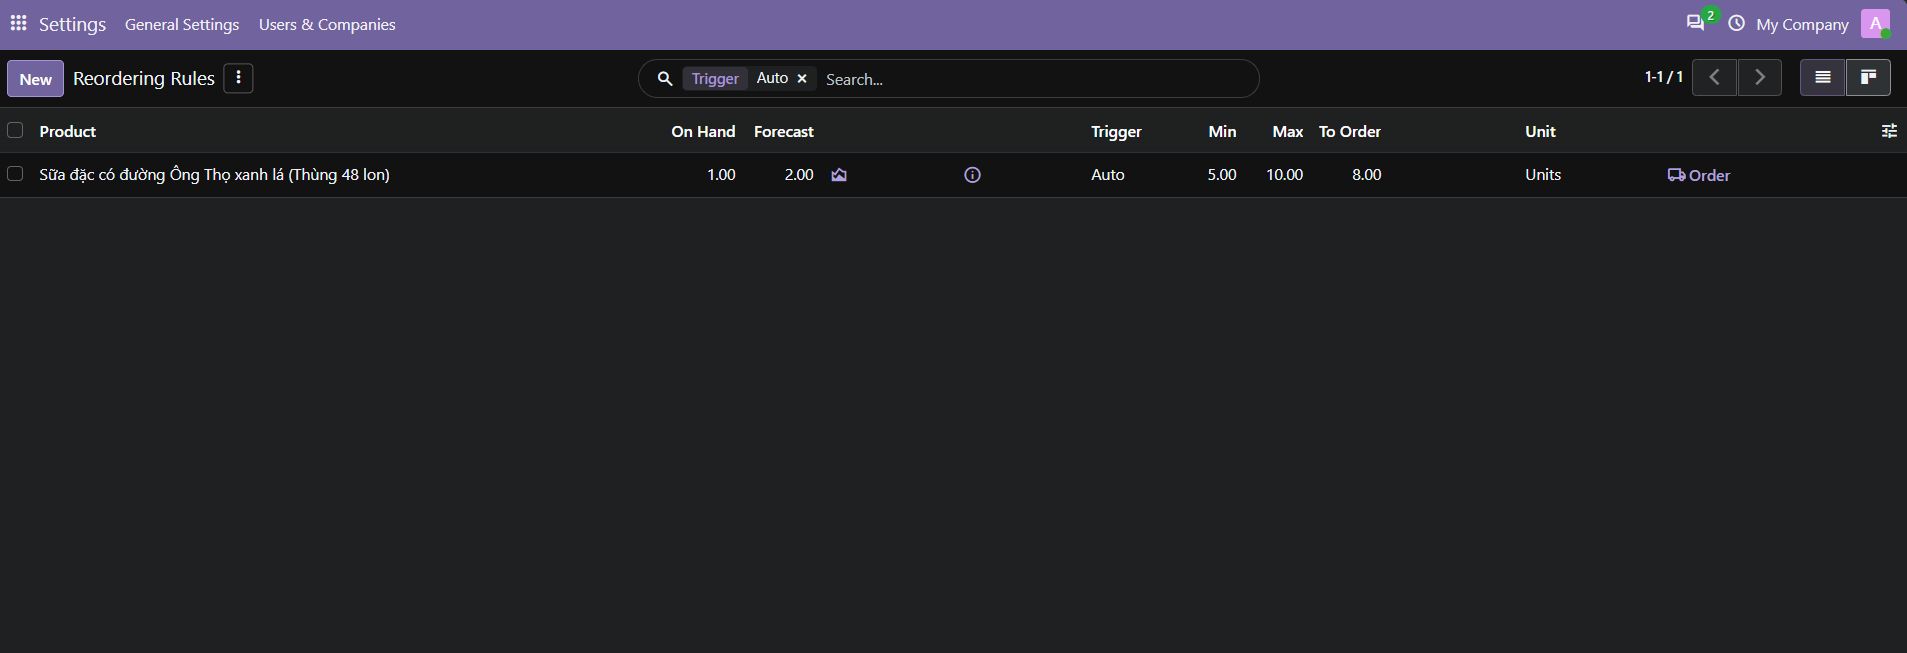 Settings General Settings Users & Companies 2 My Company A
New Reordering Rules Trigger Auto × Search... 1-1 / 1
Product On Hand Forecast Trigger Min Max To Order Unit
Sữa đặc có đường Ông Thọ xanh lá (Thùng 48 lon) 1.00 2.00 Auto 5.00 10.00 8.00 Units Order